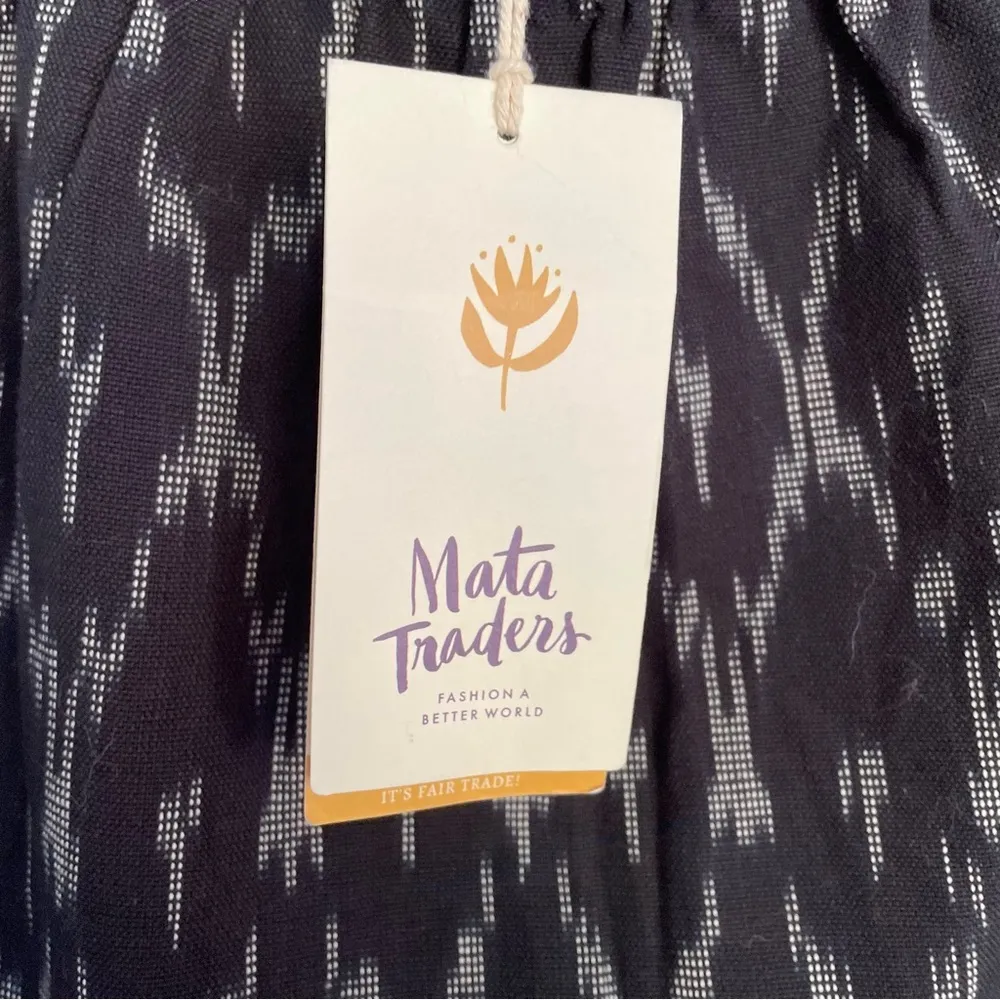 Mata
Traders
FASHION A
BETTER WORLD
IT'S FAIR TRADE!